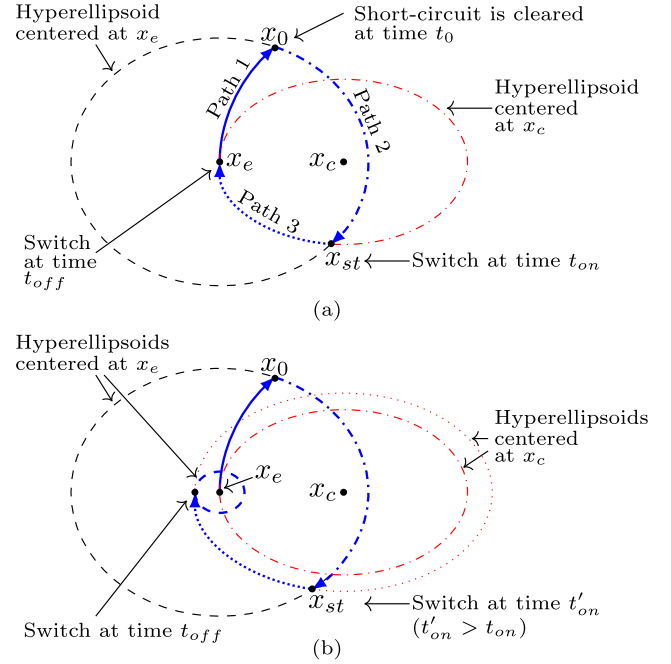 Hyperellipsoid
centered at x_e
x_0
Short-circuit is cleared
at time t_0
Path 1
Path 2
Hyperellipsoid
centered
at x_c
x_e
x_c
Path 3
Switch
at time
t_{off}
x_{st}
Switch at time t_{on}
(a)
Hyperellipsoids
centered at x_e
x_0
Hyperellipsoids
centered
at x_c
x_e
x_c
x_{st}
Switch at time t'_{on}
(t'_{on} > t_{on})
Switch at time t_{off}
(b)